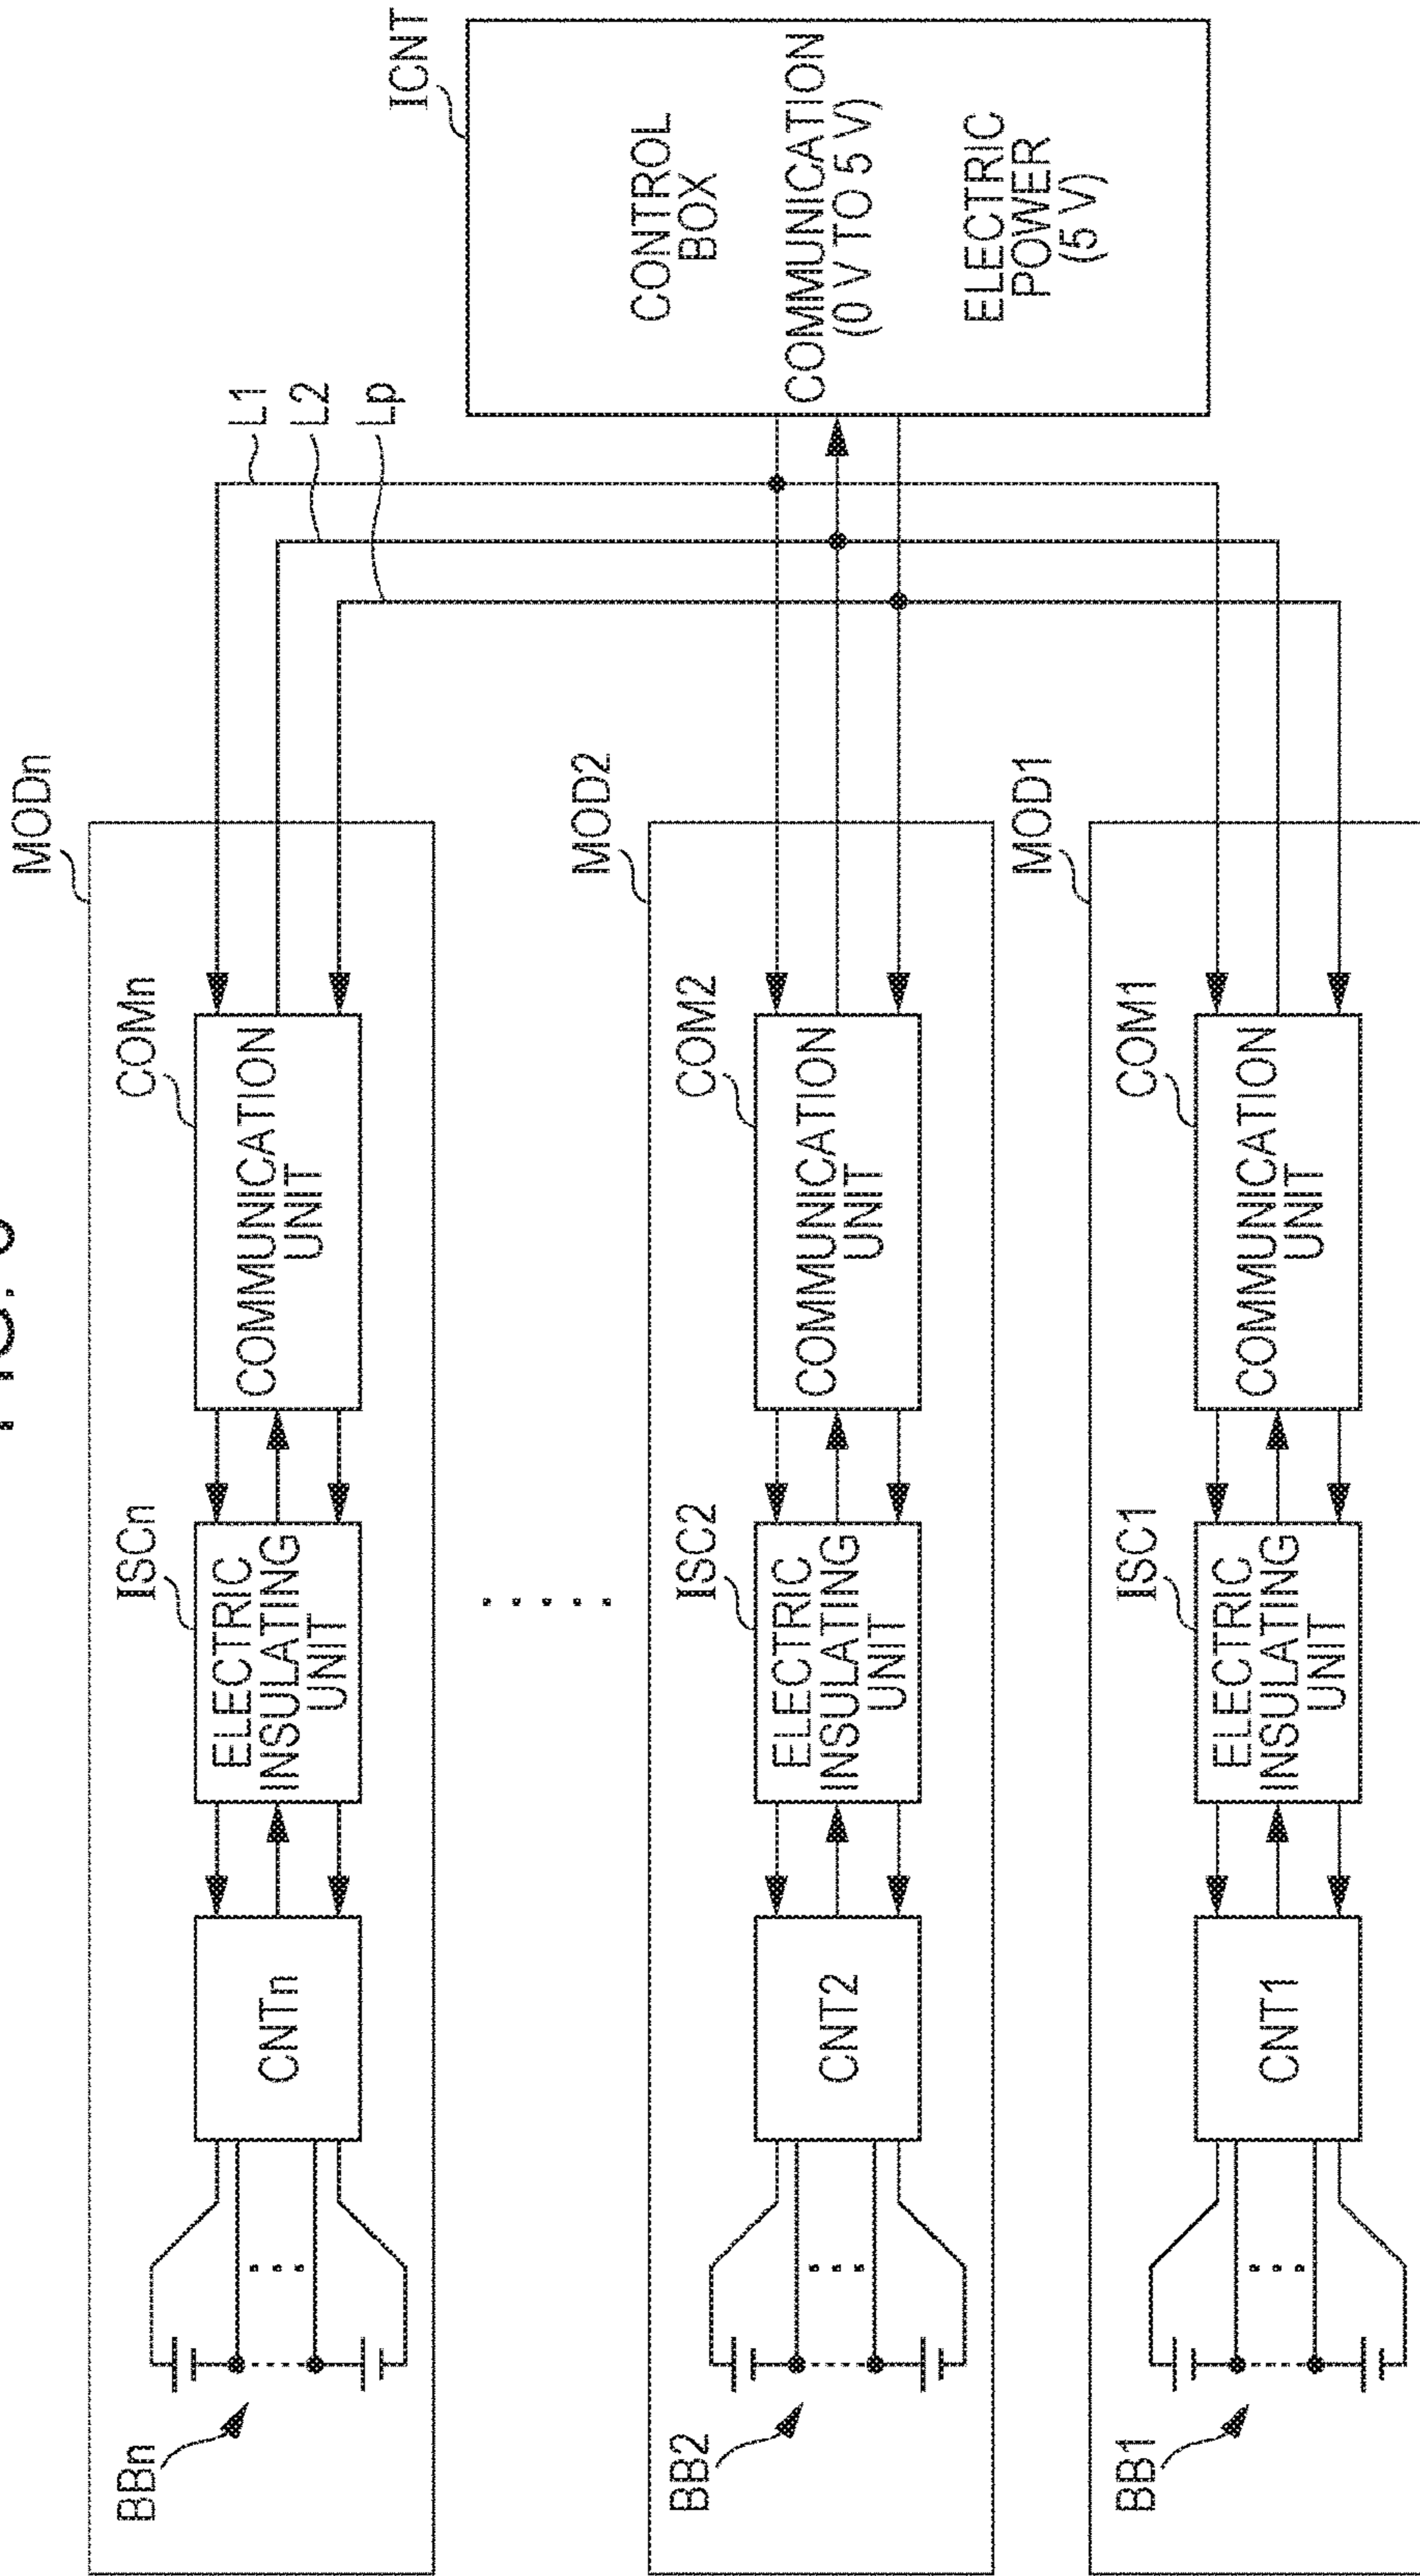 MODn
BBn
ISCn
COMn
CNTn
ELECTRIC
INSULATING
UNIT
COMMUNICATION
UNIT
L1
L2
Lp
ICNT
CONTROL
BOX
COMMUNICATION
(0 V TO 5 V)
ELECTRIC
POWER
(5 V)
MOD2
BB2
ISC2
COM2
CNT2
ELECTRIC
INSULATING
UNIT
COMMUNICATION
UNIT
MOD1
BB1
ISC1
COM1
CNT1
ELECTRIC
INSULATING
UNIT
COMMUNICATION
UNIT